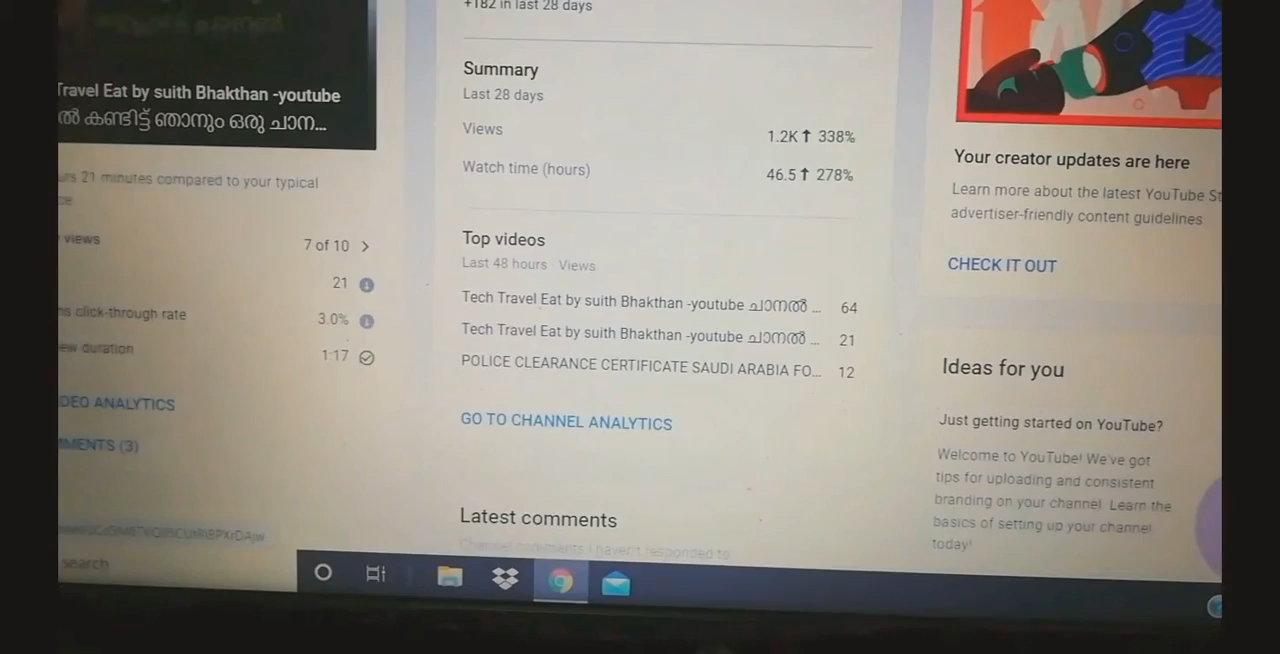 +182 in last 28 days
Travel Eat by suith Bhakthan -youtube
ൽ കണ്ടിട്ട് ഞാനും ഒരു ചാന...
21 minutes compared to your typical
views
7 of 10
21
click-through rate
3.0%
duration
1:17
ANALYTICS
(3)
search
Summary
Last 28 days
Views
1.2K 338%
Watch time (hours)
46.5 278%
Top videos
Last 48 hours · Views
Tech Travel Eat by suith Bhakthan -youtube ചാനൽ ... 64
Tech Travel Eat by suith Bhakthan -youtube ചാനൽ ... 21
POLICE CLEARANCE CERTIFICATE SAUDI ARABIA FO... 12
GO TO CHANNEL ANALYTICS
Latest comments
Channel comments I haven't responded to
Your creator updates are here
Learn more about the latest YouTube St
advertiser-friendly content guidelines
CHECK IT OUT
Ideas for you
Just getting started on YouTube?
Welcome to YouTube! We've got
tips for uploading and consistent
branding on your channel. Learn the
basics of setting up your channel
today!